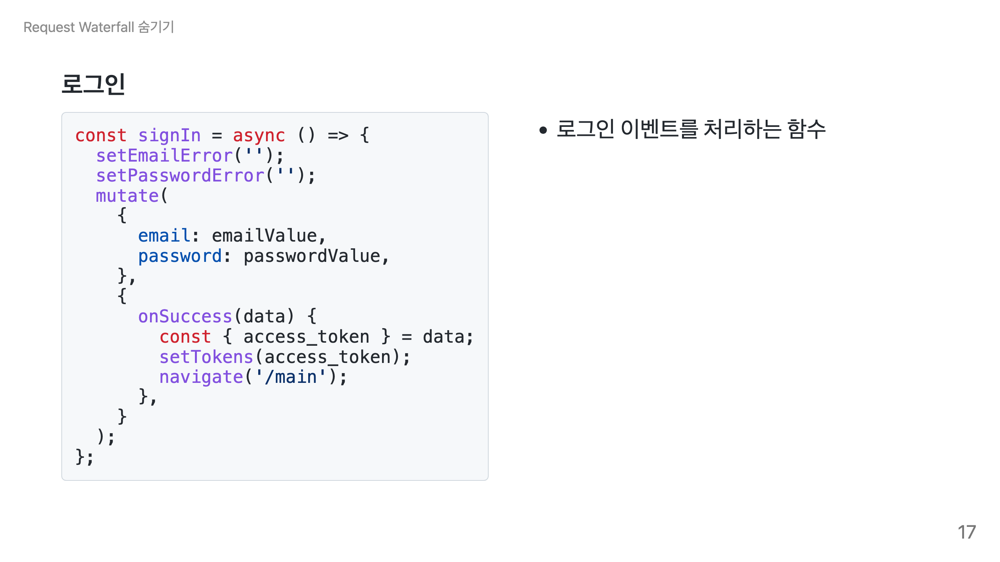 Request Waterfall 숨기기
로그인
const signIn = async () => {
  setEmailError('');
  setPasswordError('');
  mutate(
    {
      email: emailValue,
      password: passwordValue,
    },
    {
      onSuccess(data) {
        const { access_token } = data;
        setTokens(access_token);
        navigate('/main');
      },
    }
  );
};
• 로그인 이벤트를 처리하는 함수
17